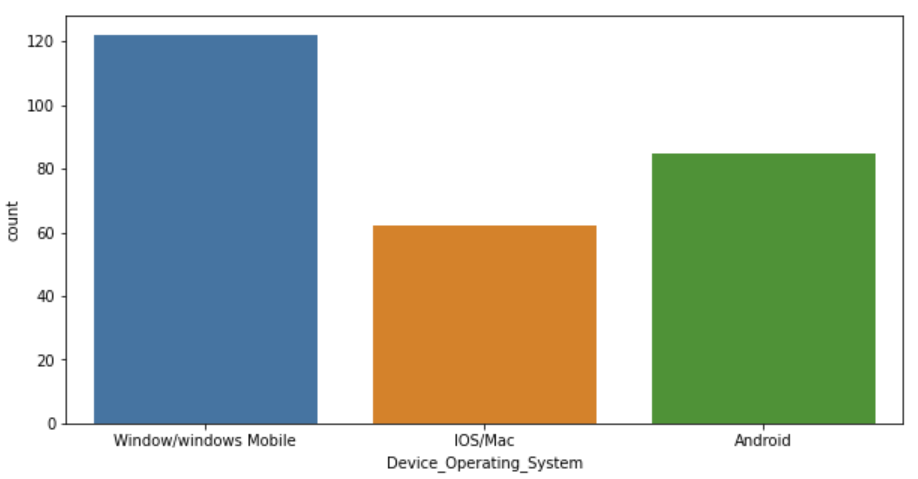 120
100
80
60
40
20
0
count
Window/windows Mobile
IOS/Mac
Android
Device_Operating_System